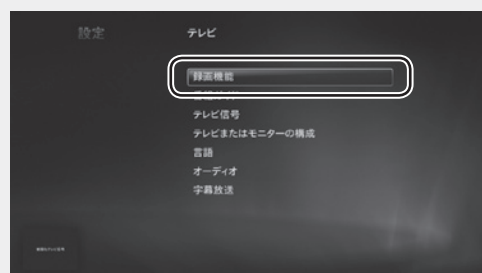 設定
テレビ
録画機能
テレビ信号
テレビまたはモニターの構成
言語
オーディオ
字幕放送